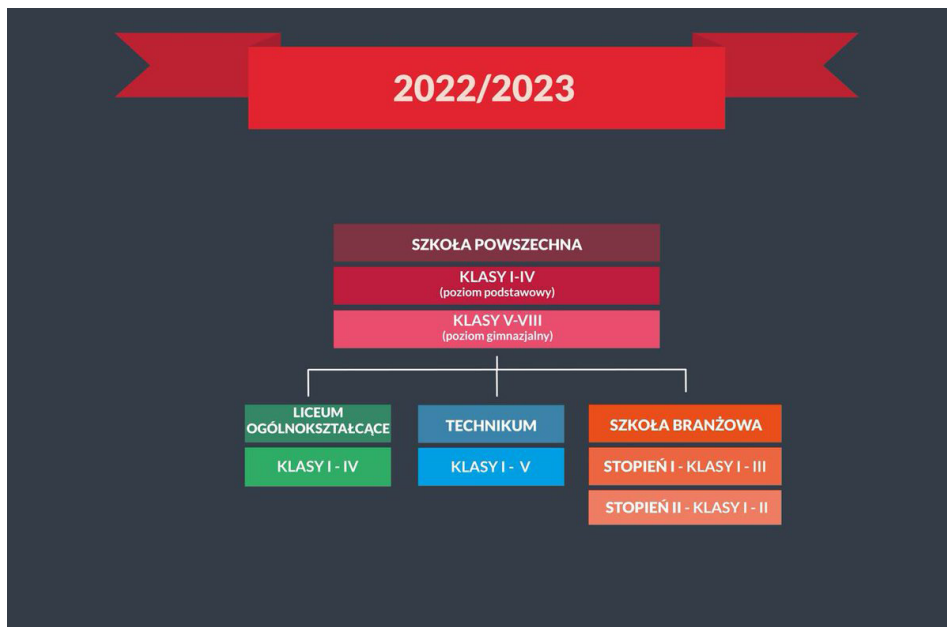 2022/2023
SZKOŁA POWSZECHNA
KLASY I-IV
(poziom podstawowy)
KLASY V-VIII
(poziom gimnazjalny)
LICEUM
OGÓLNOKSZTAŁCĄCE
KLASY I - IV
TECHNIKUM
KLASY I - V
SZKOŁA BRANŻOWA
STOPIEŃ I - KLASY I - III
STOPIEŃ II - KLASY I - II